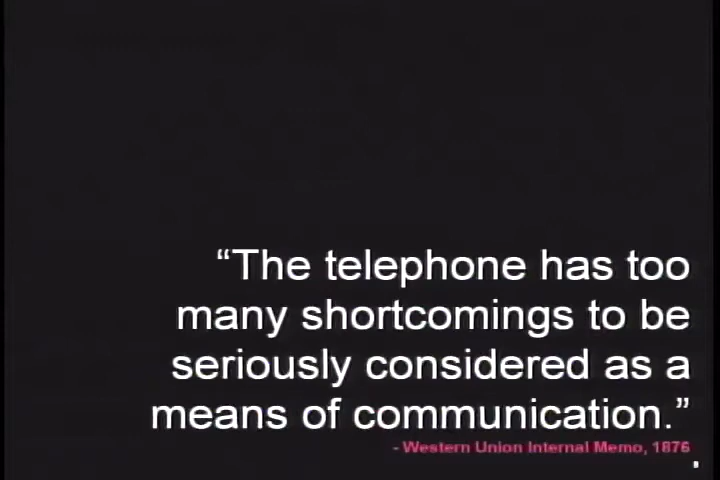 “The telephone has too
many shortcomings to be
seriously considered as a
means of communication.”
- Western Union Internal Memo, 1876